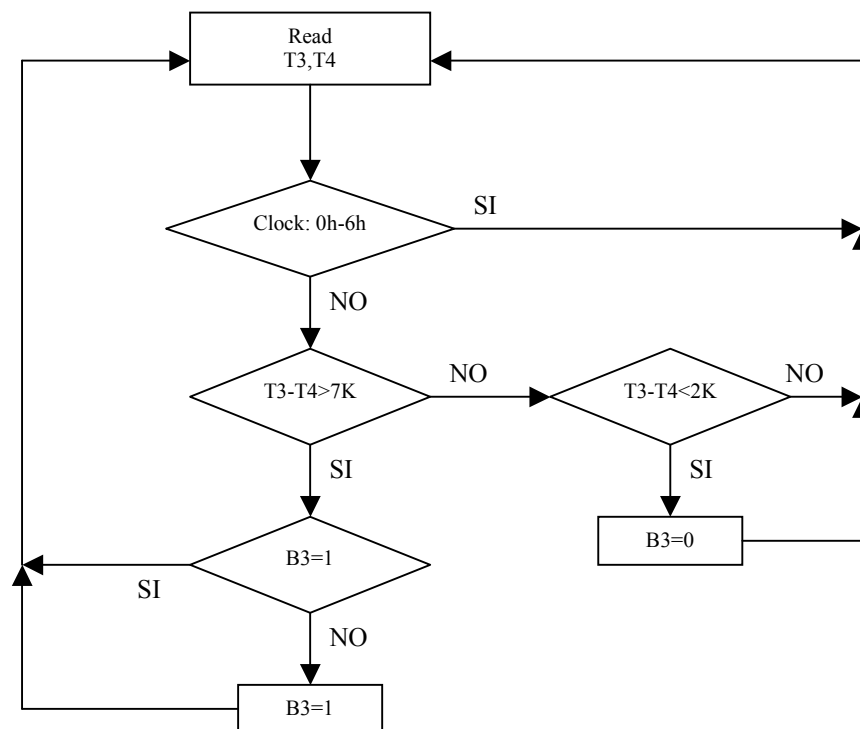 Read
T3,T4
Clock: 0h-6h
SI
NO
T3-T4>7K
NO
T3-T4<2K
NO
SI
SI
B3=1
B3=0
SI
NO
B3=1